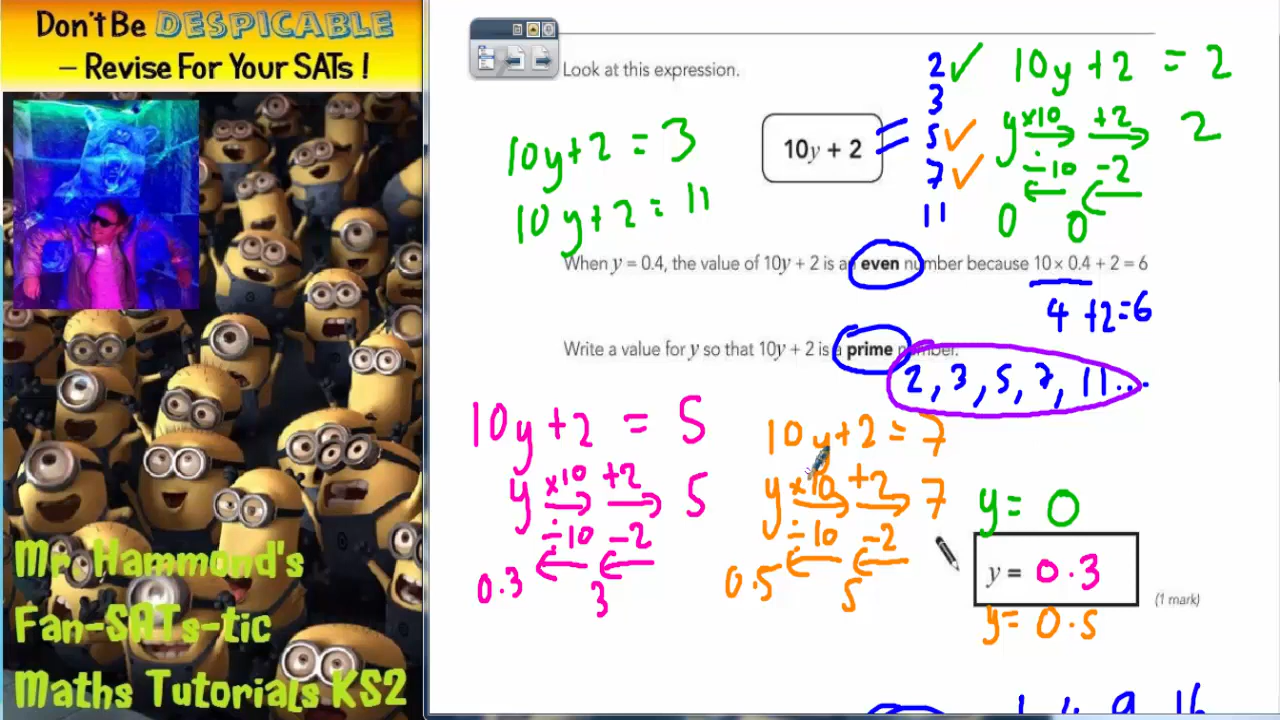 Don't Be DESPICABLE
– Revise For Your SATs !
Mr Hammond's
Fan-SATs-tic
Maths Tutorials KS2
Look at this expression.
10y + 2
=
2 ✓
3
5 ✓
7 ✓
11
10y + 2 = 3
10y + 2 = 11
10y + 2 = 2
y ×10 +2 2
÷10 −2
0 0
When y = 0.4, the value of 10y + 2 is an even number because 10 × 0.4 + 2 = 6
4 + 2 = 6
Write a value for y so that 10y + 2 is a prime number.
2, 3, 5, 7, 11 ...
10y + 2 = 5
y ×10 +2 5
÷10 −2
0.3 3
10y + 2 = 7
y ×10 +2 7
÷10 −2
0.5 5
y = 0
y = 0.3
(1 mark)
y = 0.5
1 4 9 16